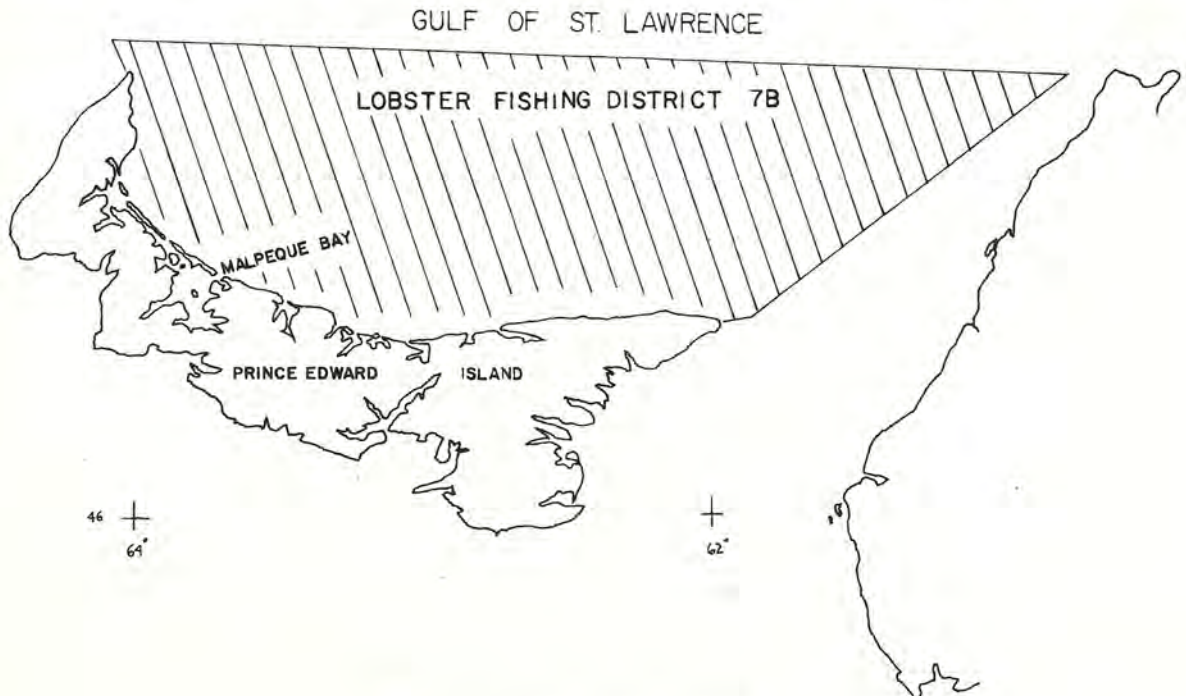 GULF OF ST. LAWRENCE
LOBSTER FISHING DISTRICT 7B
MALPEQUE BAY
PRINCE EDWARD ISLAND
46
64°
62°